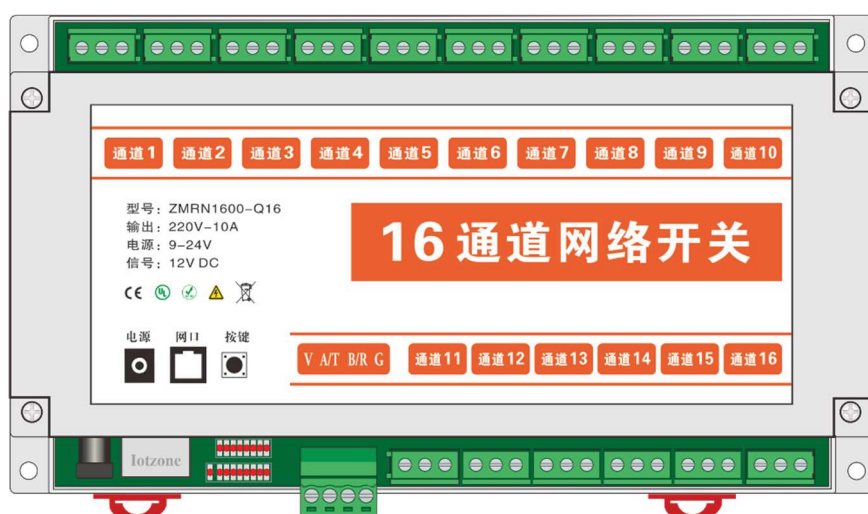 通道1 通道2 通道3 通道4 通道5 通道6 通道7 通道8 通道9 通道10
型号：ZMRN1600-Q16
输出：220V-10A
电源：9-24V
信号：12V DC
16通道网络开关
CE UL
电源 网口 按键
V A/T B/R G 通道11 通道12 通道13 通道14 通道15 通道16
Iotzone